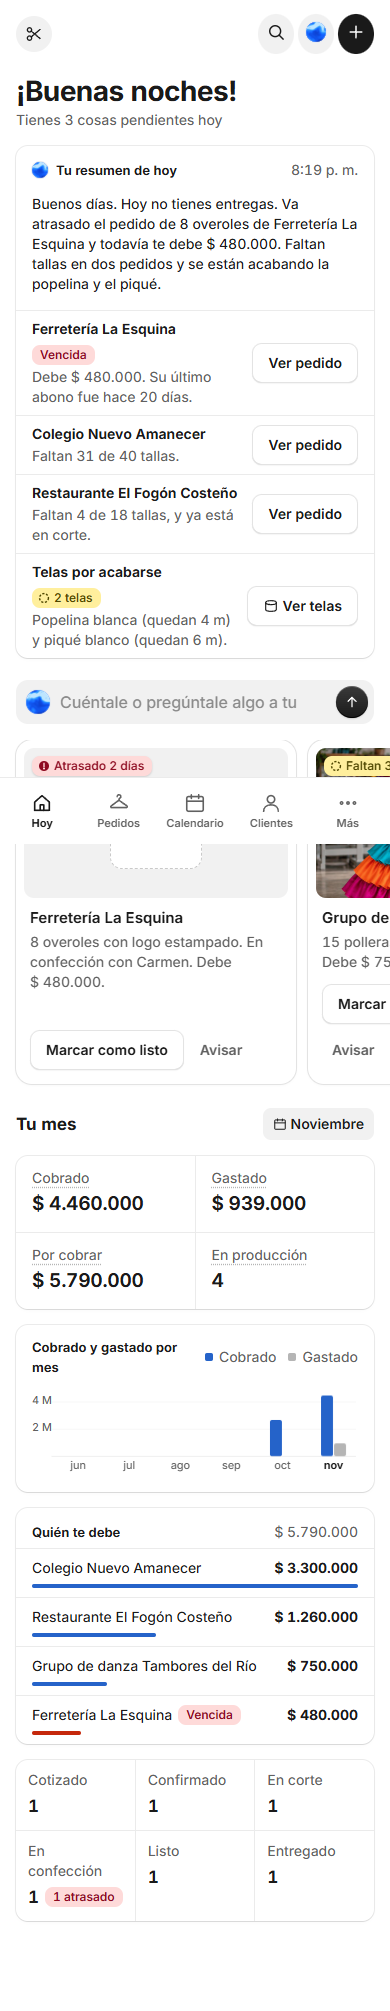 ¡Buenas noches!
Tienes 3 cosas pendientes hoy
Tu resumen de hoy
8:19 p. m.
Buenos días. Hoy no tienes entregas. Va
atrasado el pedido de 8 overoles de Ferretería La
Esquina y todavía te debe $ 480.000. Faltan
tallas en dos pedidos y se están acabando la
popelina y el piqué.
Ferretería La Esquina
Vencida
Debe $ 480.000. Su último
abono fue hace 20 días.
Ver pedido
Colegio Nuevo Amanecer
Faltan 31 de 40 tallas.
Ver pedido
Restaurante El Fogón Costeño
Faltan 4 de 18 tallas, y ya está
en corte.
Ver pedido
Telas por acabarse
2 telas
Popelina blanca (quedan 4 m)
y piqué blanco (quedan 6 m).
Ver telas
Cuéntale o pregúntale algo a tu
Atrasado 2 días
Faltan 3
Hoy
Pedidos
Calendario
Clientes
Más
Ferretería La Esquina
8 overoles con logo estampado. En
confección con Carmen. Debe
$ 480.000.
Marcar como listo
Avisar
Grupo de
15 pollera
Debe $ 75
Marcar
Avisar
Tu mes
Noviembre
Cobrado
$ 4.460.000
Gastado
$ 939.000
Por cobrar
$ 5.790.000
En producción
4
Cobrado y gastado por
mes
Cobrado
Gastado
4 M
2 M
jun
jul
ago
sep
oct
nov
Quién te debe
$ 5.790.000
Colegio Nuevo Amanecer
$ 3.300.000
Restaurante El Fogón Costeño
$ 1.260.000
Grupo de danza Tambores del Río
$ 750.000
Ferretería La Esquina
Vencida
$ 480.000
Cotizado
1
Confirmado
1
En corte
1
En
confección
1
1 atrasado
Listo
1
Entregado
1